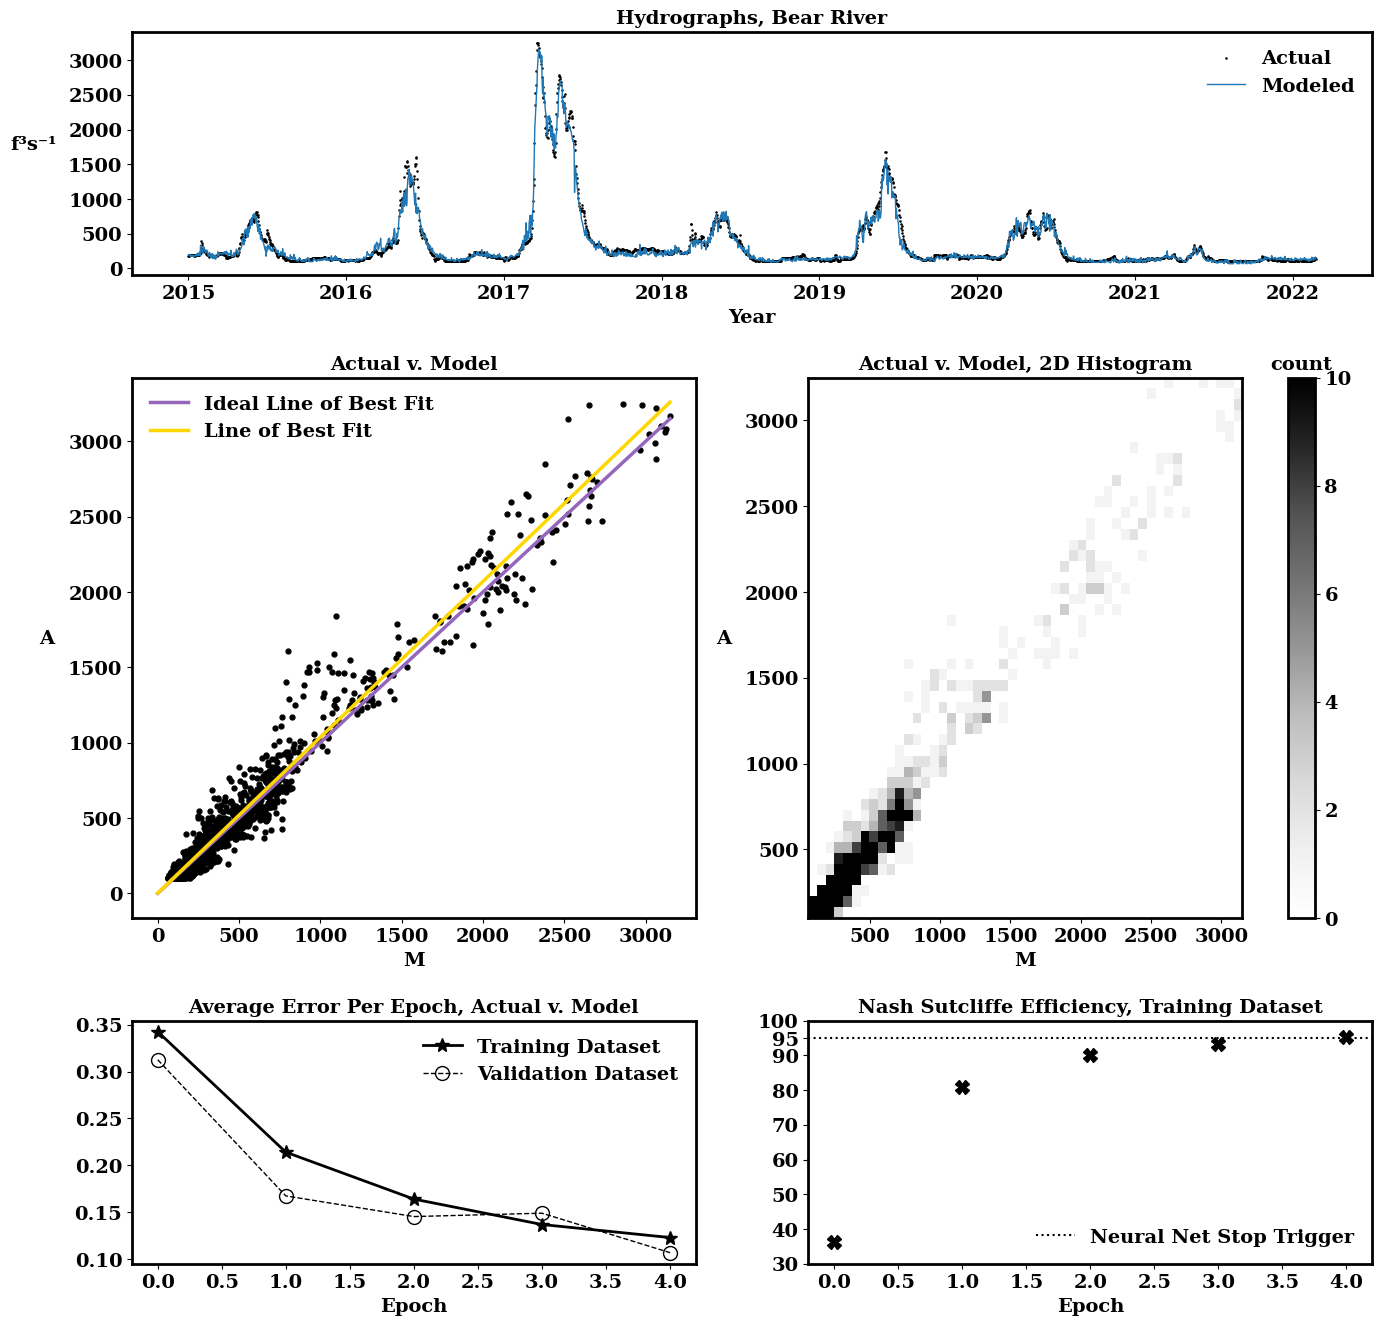 Hydrographs, Bear River
3000
2500
2000
1500
1000
500
0
f³s⁻¹
Actual
Modeled
2015 2016 2017 2018 2019 2020 2021 2022
Year
Actual v. Model
Ideal Line of Best Fit
Line of Best Fit
3000
2500
2000
1500
1000
500
0
A
0 500 1000 1500 2000 2500 3000
M
Actual v. Model, 2D Histogram
3000
2500
2000
1500
1000
500
A
500 1000 1500 2000 2500 3000
M
count
10
8
6
4
2
0
Average Error Per Epoch, Actual v. Model
0.35
0.30
0.25
0.20
0.15
0.10
Training Dataset
Validation Dataset
0.0 0.5 1.0 1.5 2.0 2.5 3.0 3.5 4.0
Epoch
Nash Sutcliffe Efficiency, Training Dataset
100
95
90
80
70
60
50
40
30
Neural Net Stop Trigger
0.0 0.5 1.0 1.5 2.0 2.5 3.0 3.5 4.0
Epoch